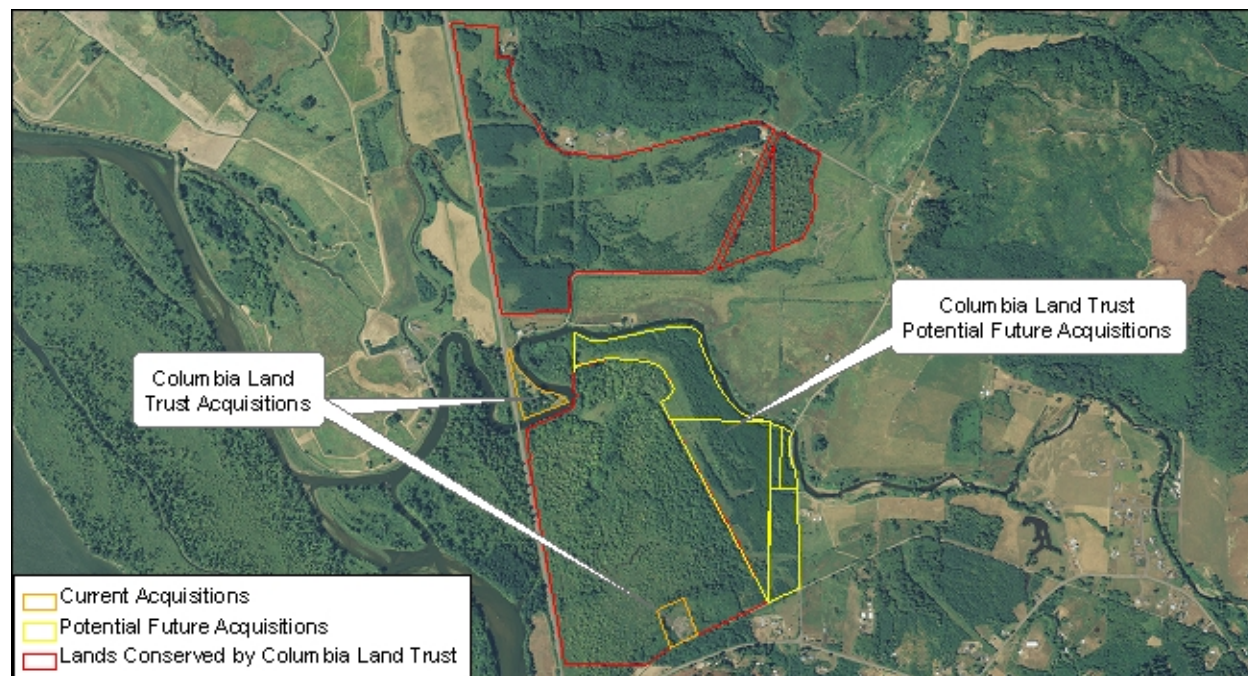 Columbia Land Trust
Potential Future Acquisitions
Columbia Land
Trust Acquisitions
Current Acquisitions
Potential Future Acquisitions
Lands Conserved by Columbia Land Trust